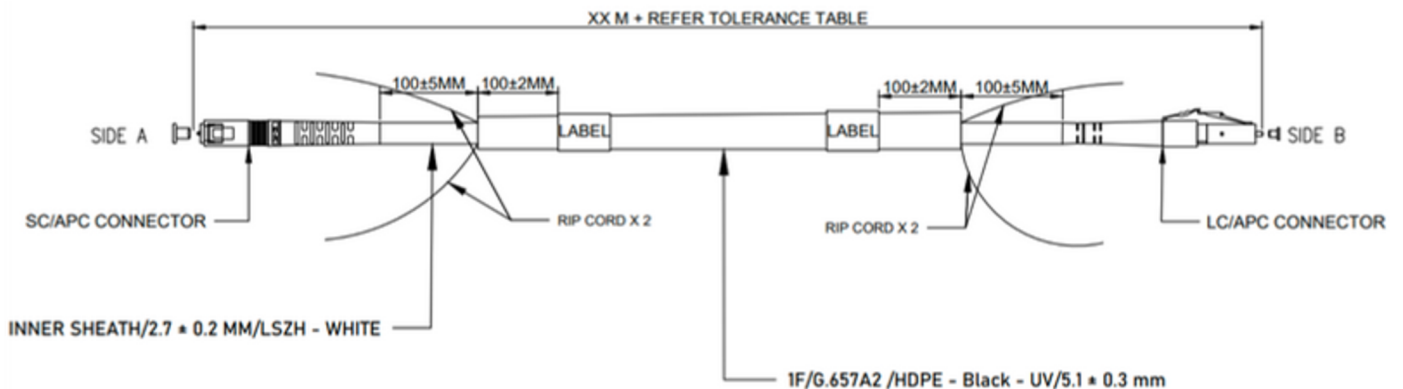 XX M + REFER TOLERANCE TABLE
100±5MM 100±2MM 100±2MM 100±5MM
SIDE A LABEL LABEL SIDE B
SC/APC CONNECTOR RIP CORD X 2 RIP CORD X 2 LC/APC CONNECTOR
INNER SHEATH/2.7 ± 0.2 MM/LSZH - WHITE
1F/G.657A2 /HDPE - Black - UV/5.1 ± 0.3 mm